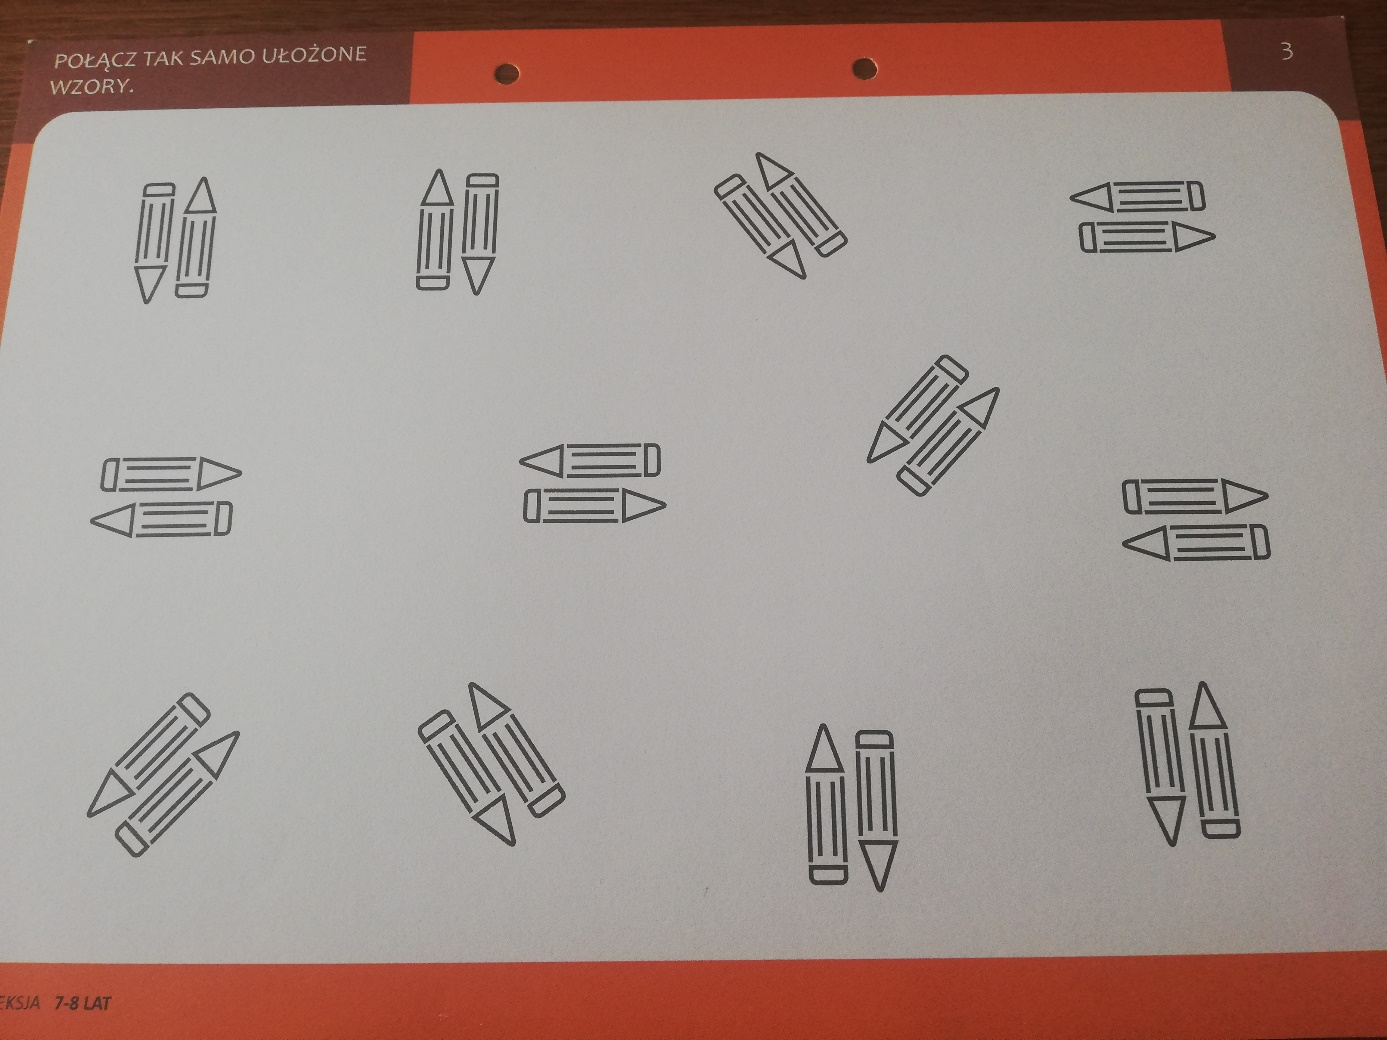 POŁĄCZ TAK SAMO UŁOŻONE
WZORY.
3
7-8 LAT